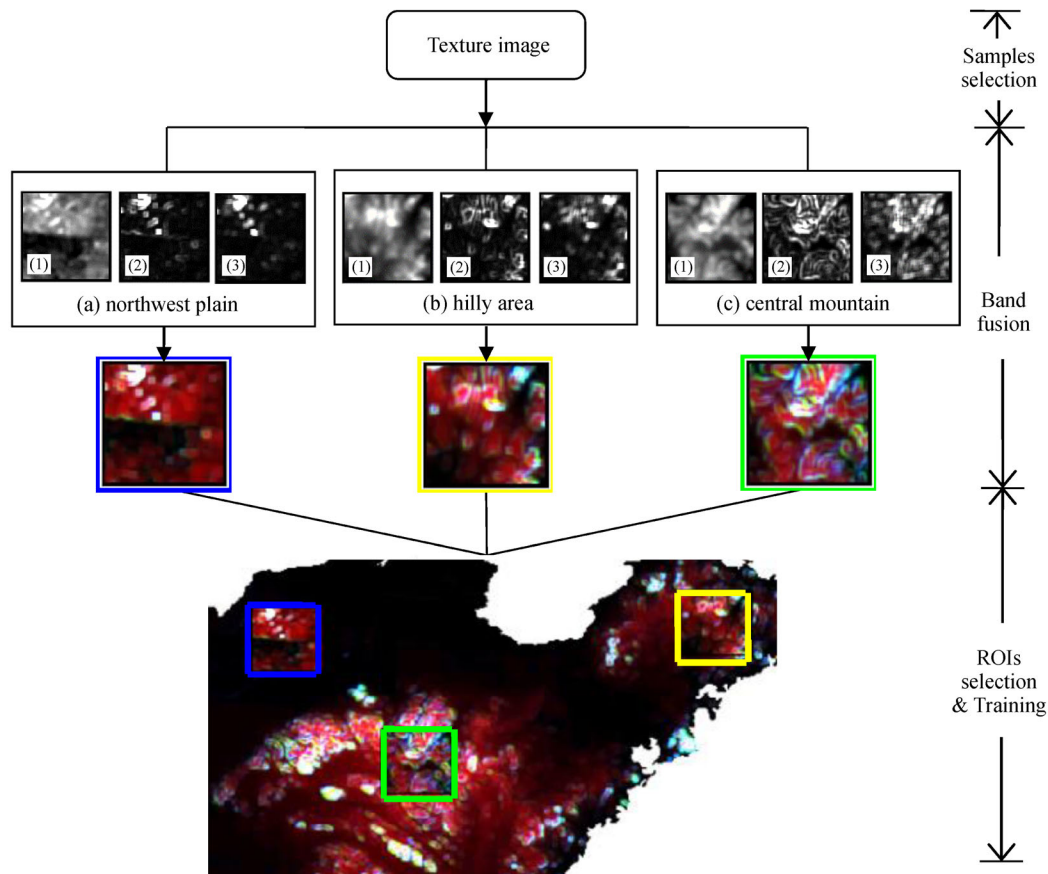 Texture image
Samples
selection
(1)
(2)
(3)
(a) northwest plain
(1)
(2)
(3)
(b) hilly area
(1)
(2)
(3)
(c) central mountain
Band
fusion
ROIs
selection
& Training